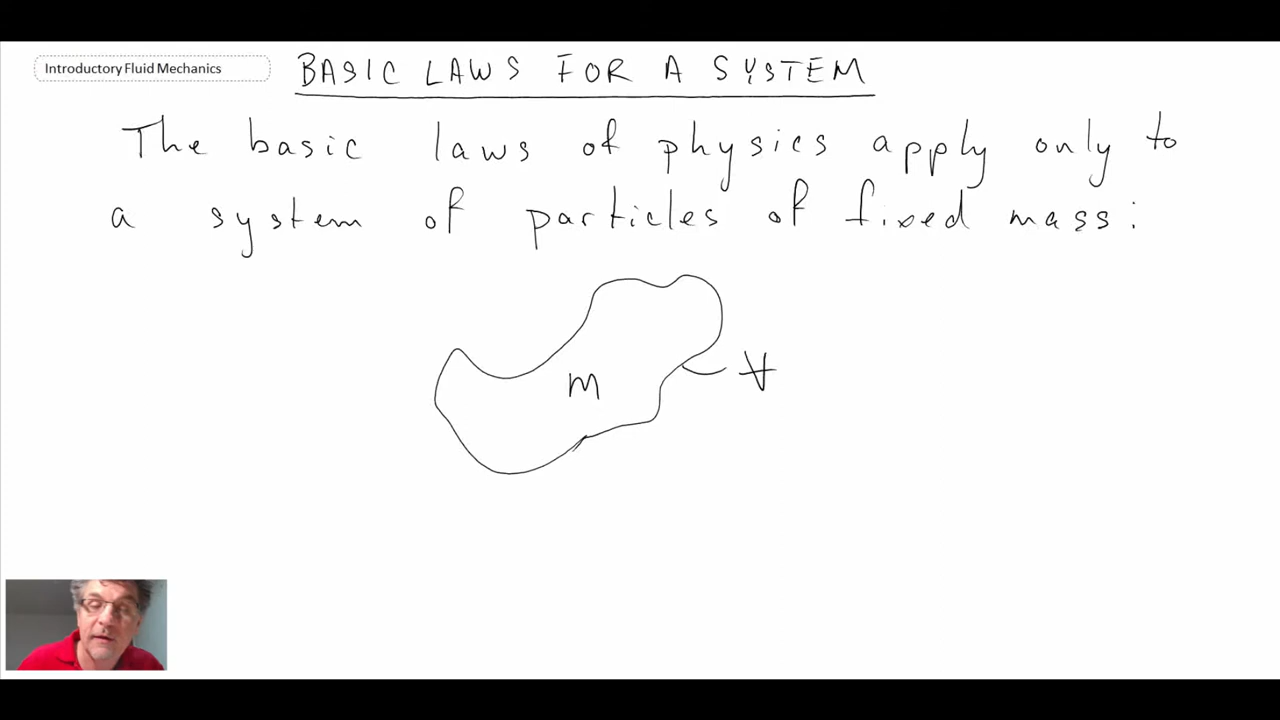 Introductory Fluid Mechanics
BASIC LAWS FOR A SYSTEM
The basic laws of physics apply only to
a system of particles of fixed mass:
m
V̶